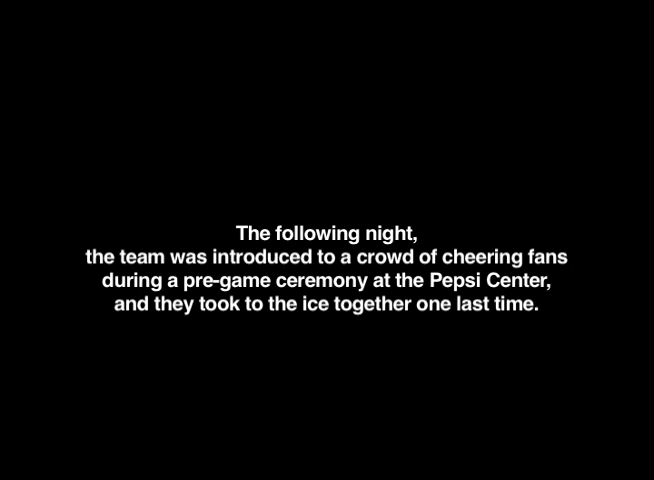 The following night,
the team was introduced to a crowd of cheering fans
during a pre-game ceremony at the Pepsi Center,
and they took to the ice together one last time.